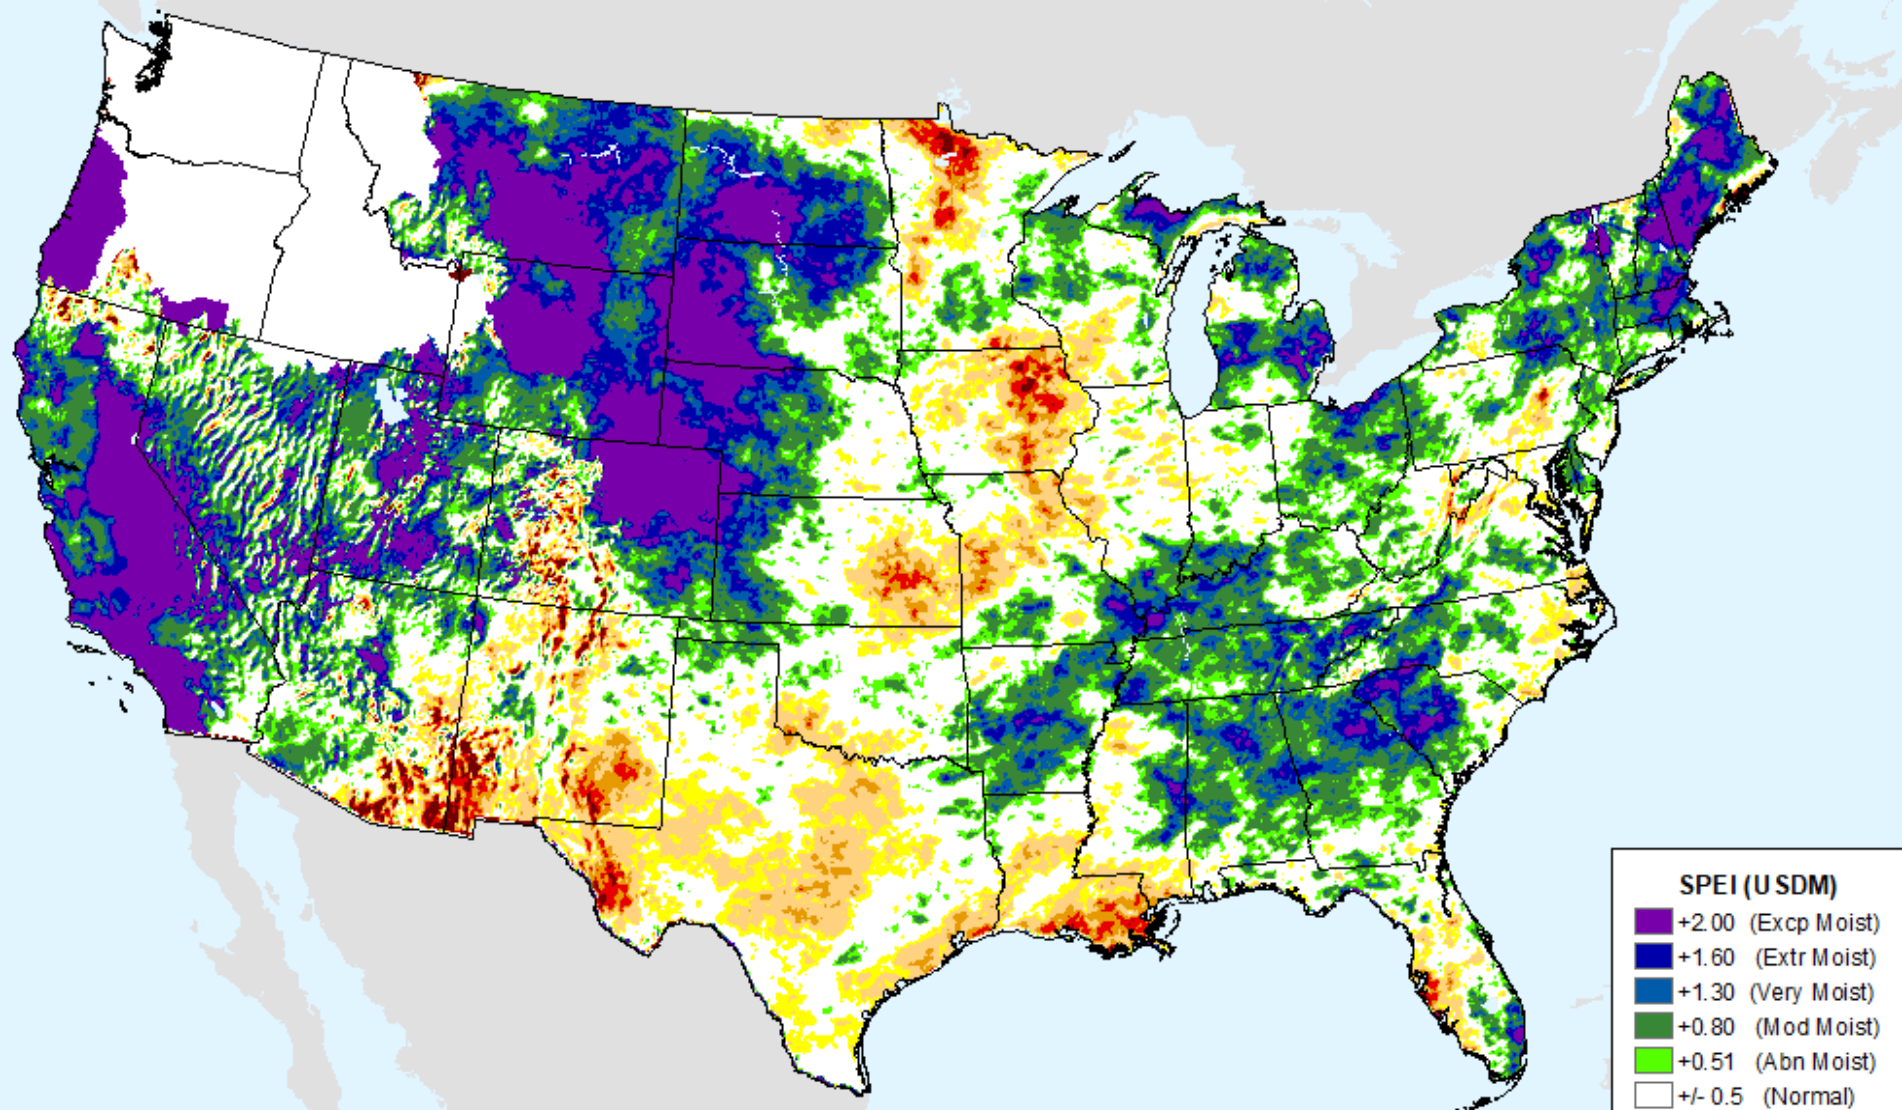 SPEI (USDM)
+2.00 (Excp Moist)
+1.60 (Extr Moist)
+1.30 (Very Moist)
+0.80 (Mod Moist)
+0.51 (Abn Moist)
+/- 0.5 (Normal)